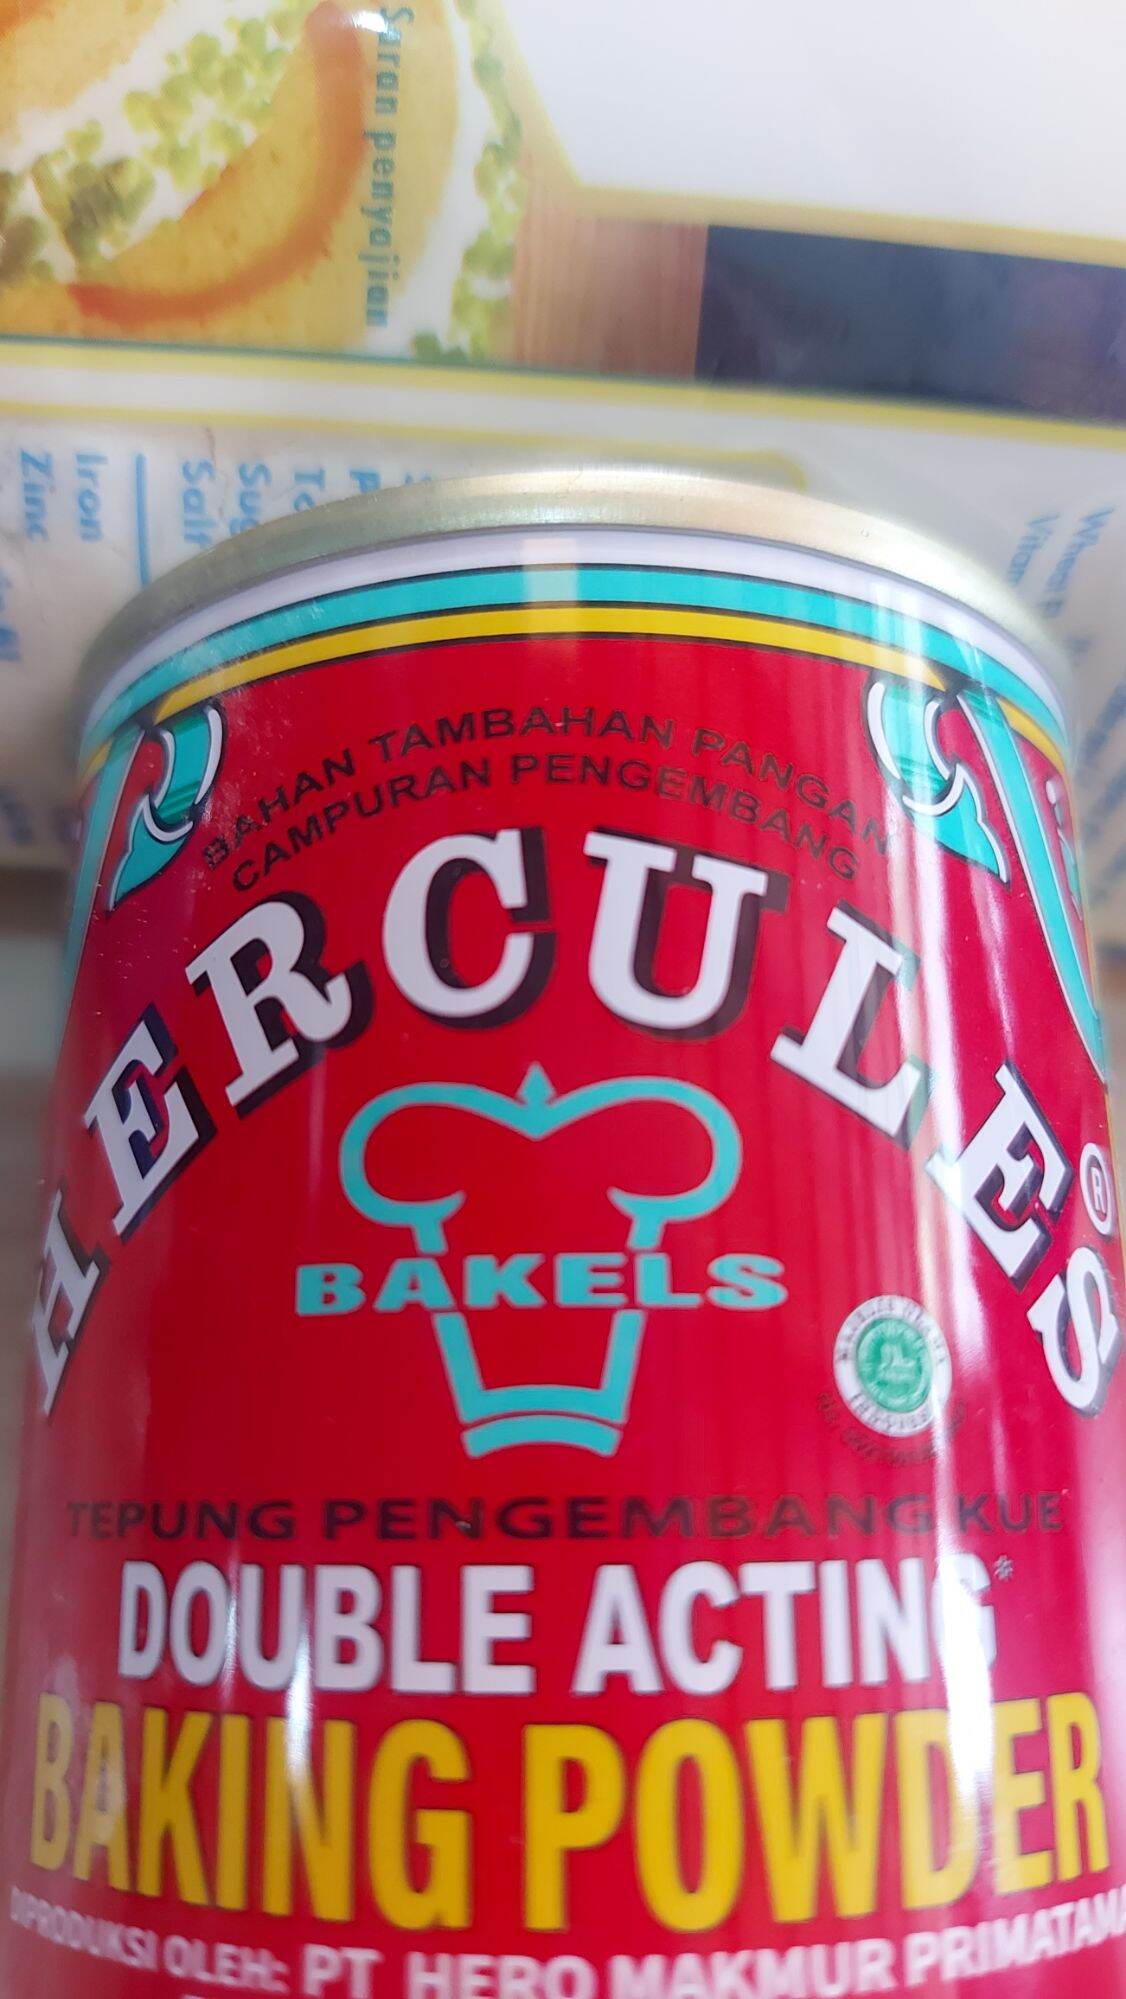 Saran penyajian
Iron
Zinc
Salt
BAHAN TAMBAHAN PANGAN
CAMPURAN PENGEMBANG
HERCULES®
BAKELS
TEPUNG PENGEMBANG KUE
DOUBLE ACTING*
BAKING POWDER
DIPRODUKSI OLEH: PT HERO MAKMUR PRIMATAMA